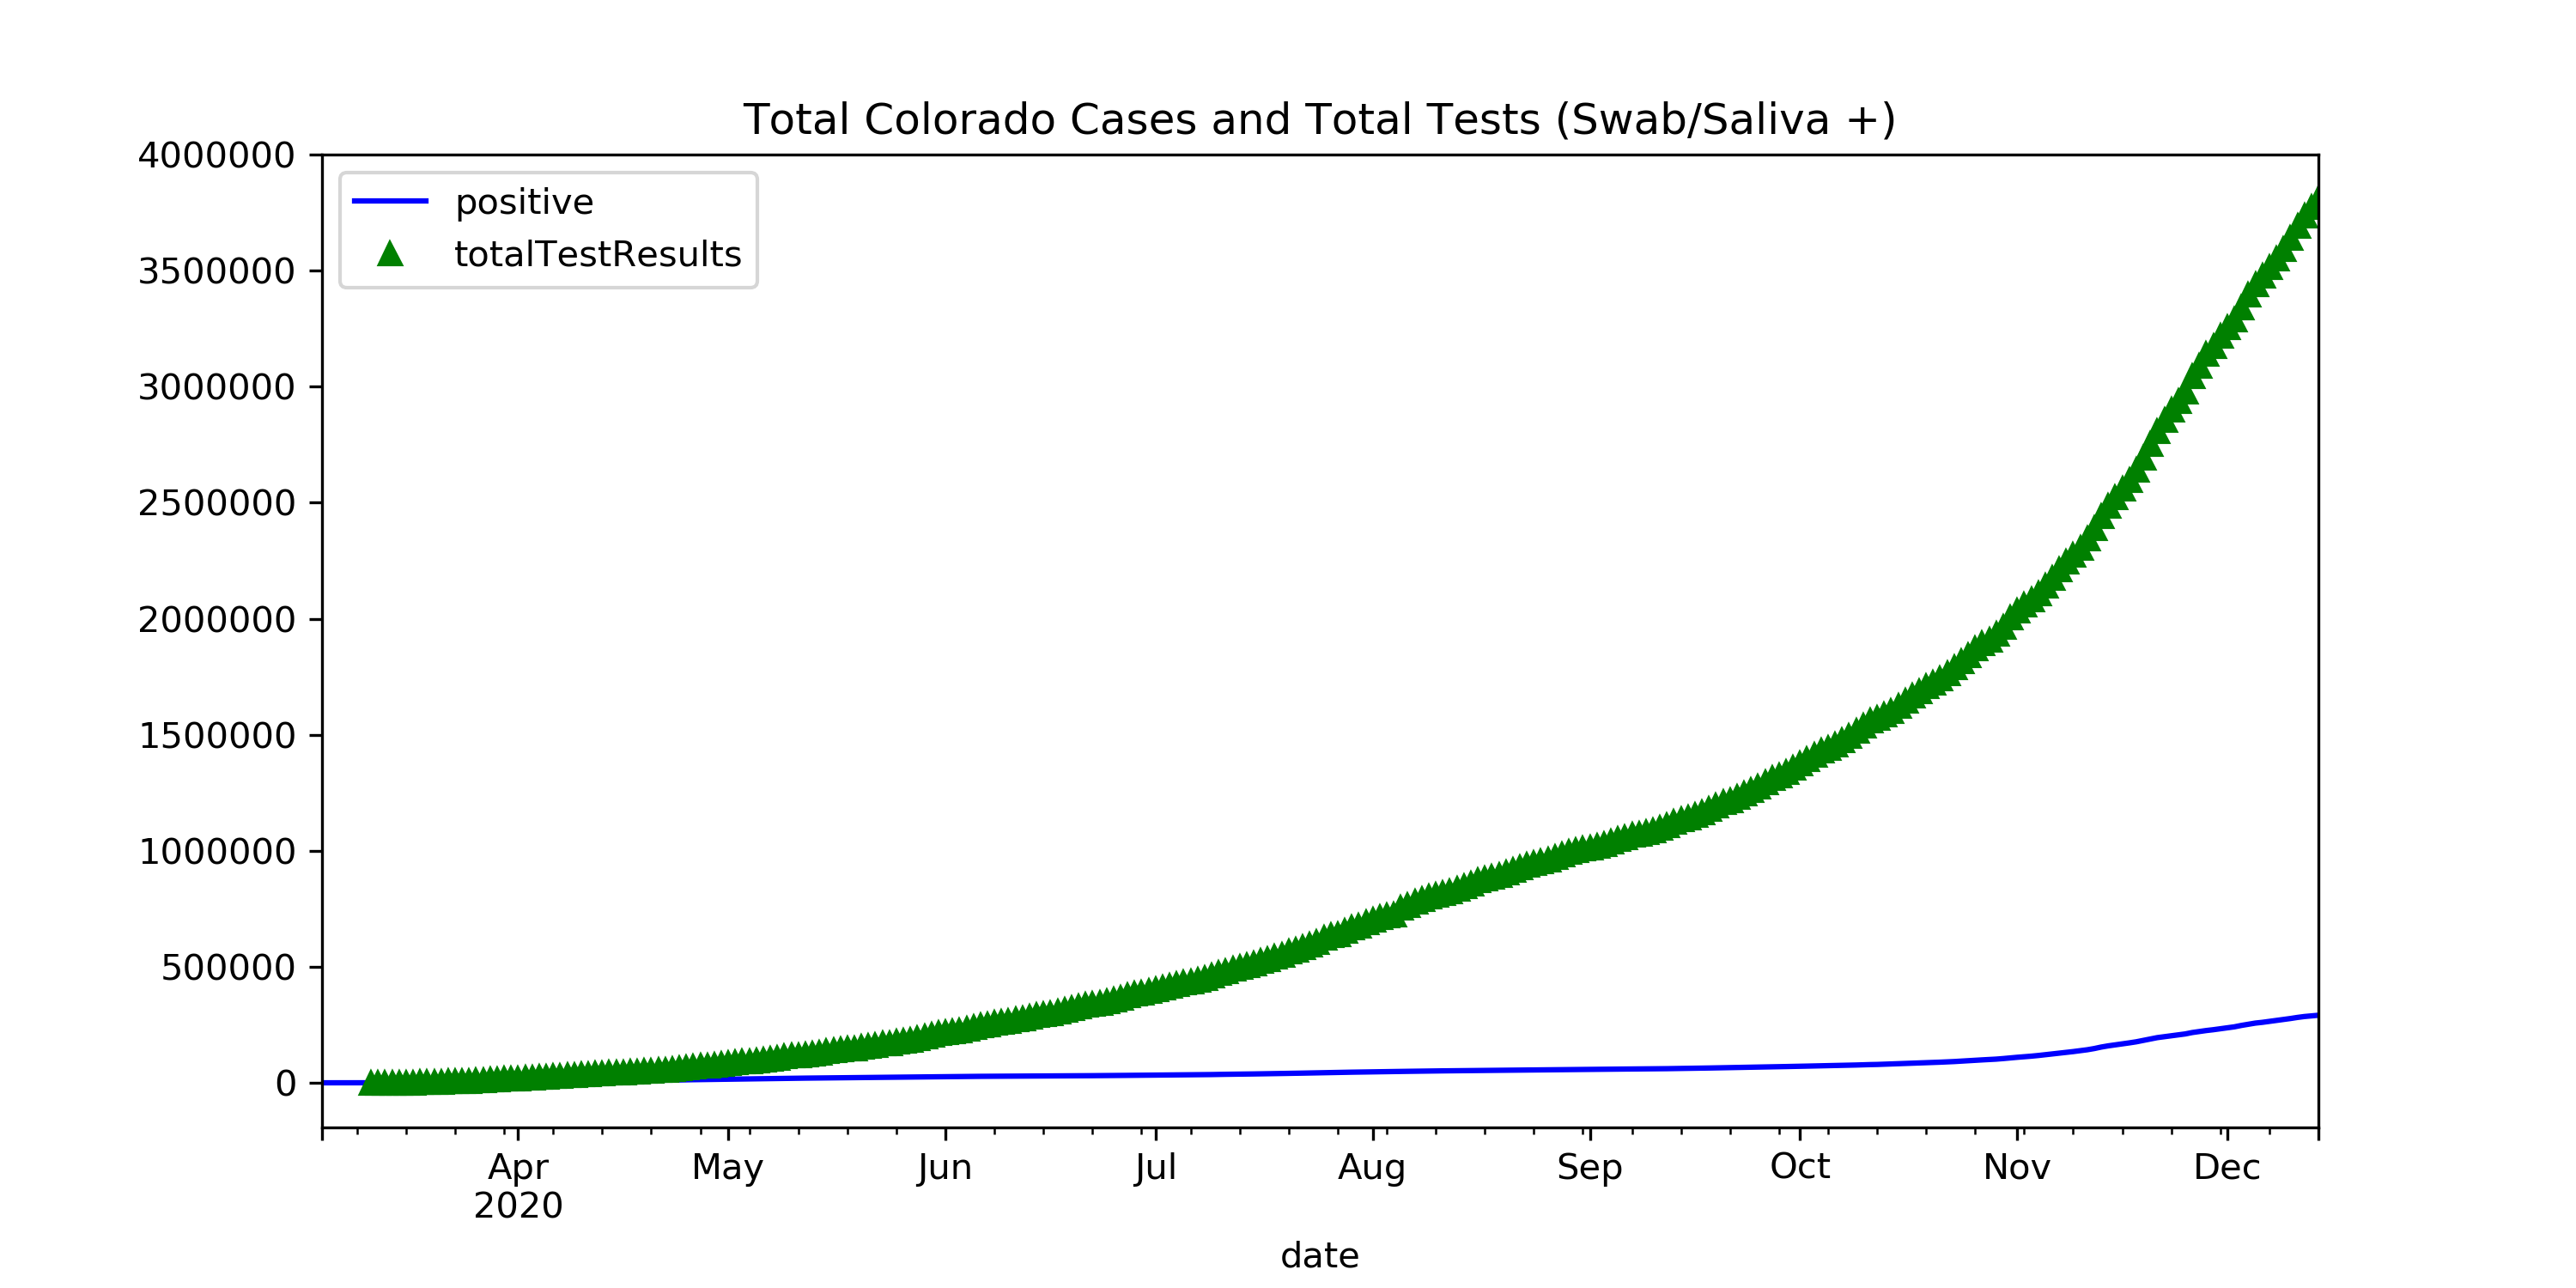 Total Colorado Cases and Total Tests (Swab/Saliva +)
4000000
3500000
3000000
2500000
2000000
1500000
1000000
500000
0
positive
totalTestResults
Apr May Jun Jul Aug Sep Oct Nov Dec
2020
date